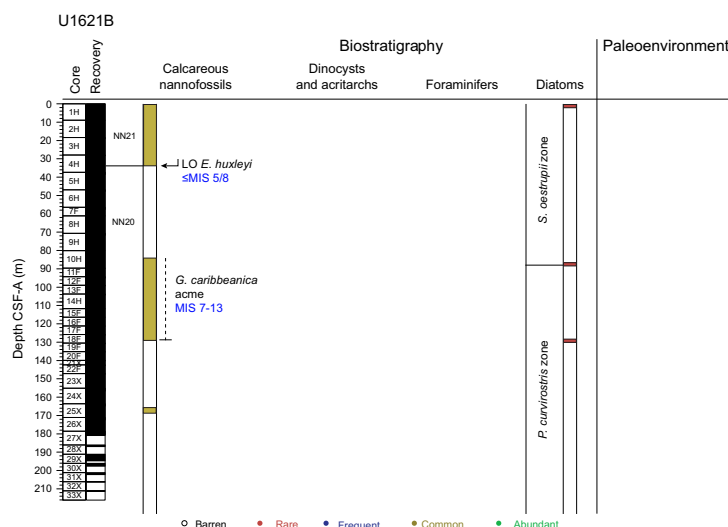 U1621B
Biostratigraphy
Paleoenvironment
Core
Recovery
Calcareous
nannofossils
Dinocysts
and acritarchs
Foraminifers
Diatoms
Depth CSF-A (m)
0
10
20
30
40
50
60
70
80
90
100
110
120
130
140
150
160
170
180
190
200
210
1H
2H
3H
4H
5H
6H
7F
8H
9H
10H
11F
12F
13F
14H
15F
16F
17F
18F
19F
20F
21X
22F
23X
24X
25X
26X
27X
28X
29X
30X
31X
32X
33X
NN21
NN20
LO E. huxleyi
≤MIS 5/8
G. caribbeanica
acme
MIS 7-13
S. oestrupii zone
P. curvirostris zone
Barren
Rare
Frequent
Common
Abundant